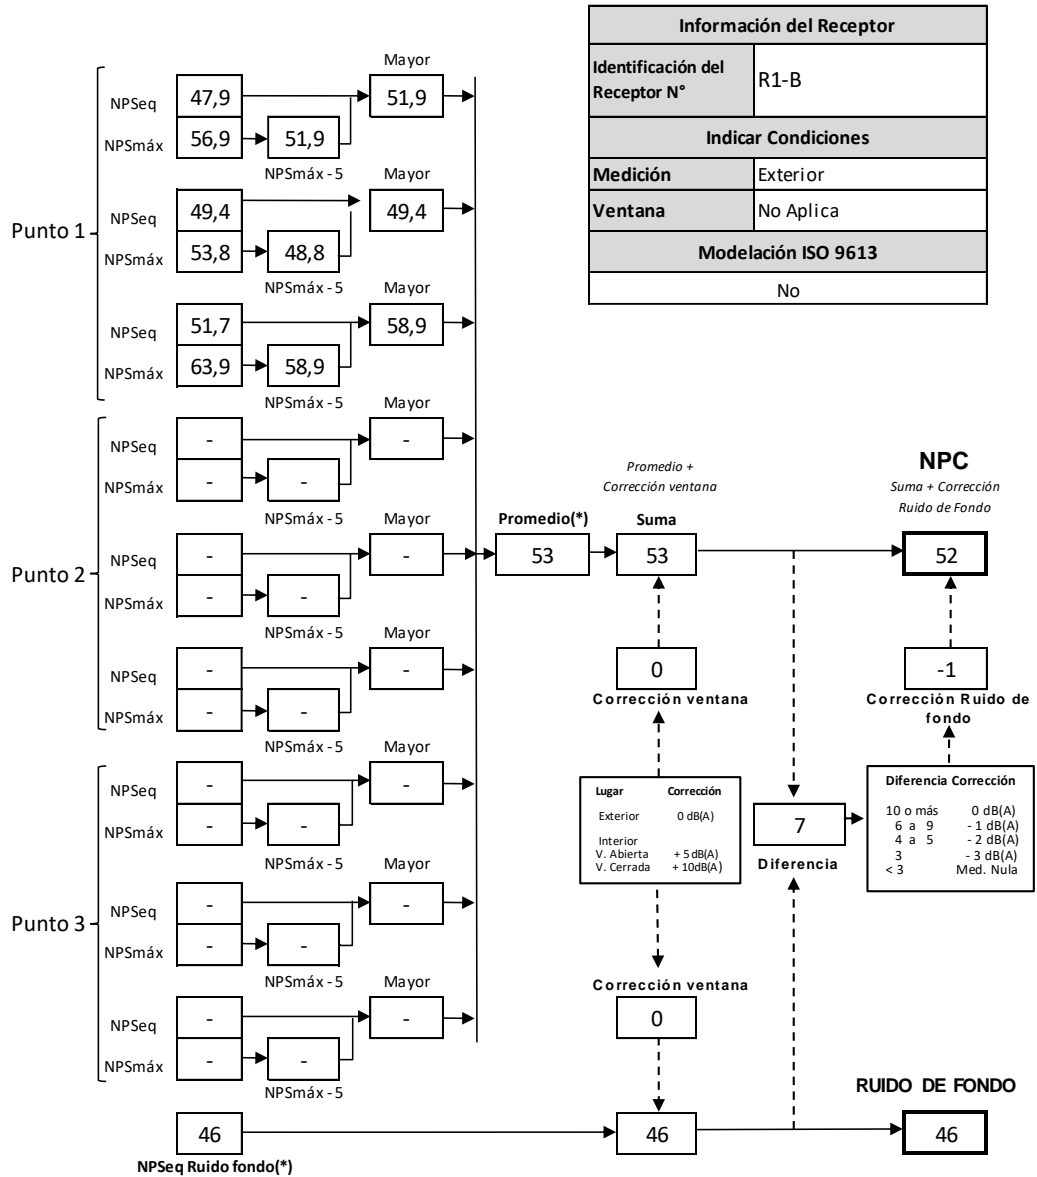 Información del Receptor
Identificación del Receptor N°
R1-B
Indicar Condiciones
Medición
Exterior
Ventana
No Aplica
Modelación ISO 9613
No
Punto 1
Mayor
NPSeq
47,9
51,9
NPSmáx
56,9
51,9
NPSmáx - 5
Mayor
NPSeq
49,4
49,4
NPSmáx
53,8
48,8
NPSmáx - 5
Mayor
NPSeq
51,7
58,9
NPSmáx
63,9
58,9
NPSmáx - 5
Punto 2
Mayor
NPSeq
-
-
NPSmáx
-
-
NPSmáx - 5
Mayor
NPSeq
-
-
NPSmáx
-
-
NPSmáx - 5
Mayor
NPSeq
-
-
NPSmáx
-
-
NPSmáx - 5
Punto 3
Mayor
NPSeq
-
-
NPSmáx
-
-
NPSmáx - 5
Mayor
NPSeq
-
-
NPSmáx
-
-
NPSmáx - 5
Mayor
NPSeq
-
-
NPSmáx
-
-
NPSmáx - 5
Promedio(*)
53
Promedio +
Corrección ventana
Suma
53
NPC
Suma + Corrección
Ruido de Fondo
52
0
Corrección ventana
-1
Corrección Ruido de
fondo
Lugar Corrección
Exterior 0 dB(A)
Interior
V. Abierta + 5 dB(A)
V. Cerrada + 10dB(A)
7
Diferencia
Diferencia Corrección
10 o más 0 dB(A)
6 a 9 - 1 dB(A)
4 a 5 - 2 dB(A)
3 - 3 dB(A)
< 3 Med. Nula
Corrección ventana
0
RUIDO DE FONDO
46
46
46
NPSeq Ruido fondo(*)